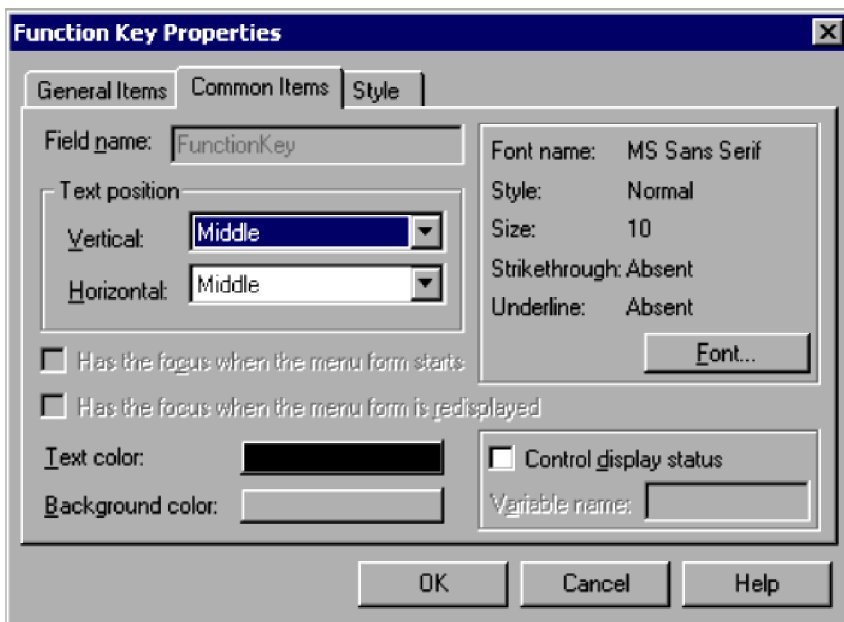 Function Key Properties
General Items Common Items Style
Field name: FunctionKey
Text position
Vertical: Middle
Horizontal: Middle
Has the focus when the menu form starts
Has the focus when the menu form is redisplayed
Text color:
Background color:
Font name: MS Sans Serif
Style: Normal
Size: 10
Strikethrough: Absent
Underline: Absent
Font...
Control display status
Variable name:
OK Cancel Help